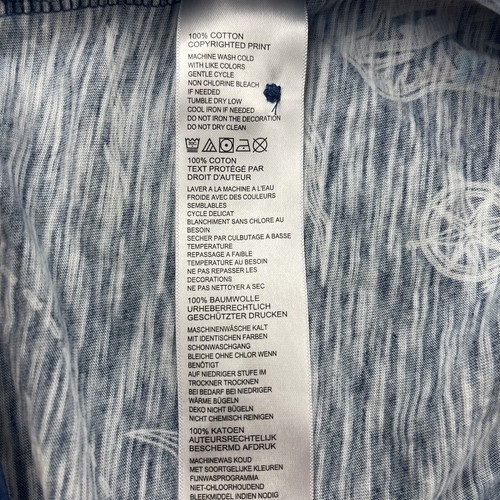 100% COTTON
COPYRIGHTED PRINT
MACHINE WASH COLD
WITH LIKE COLORS
GENTLE CYCLE
NON CHLORINE BLEACH
IF NEEDED
TUMBLE DRY LOW
COOL IRON IF NEEDED
DO NOT IRON THE DECORATION
DO NOT DRY CLEAN
100% COTON
TEXT PROTÉGÉ PAR
DROIT D'AUTEUR
LAVER A LA MACHINE A L'EAU
FROIDE AVEC DES COULEURS
SEMBLABLES
CYCLE DELICAT
BLANCHIMENT SANS CHLORE AU
BESOIN
SECHER PAR CULBUTAGE A BASSE
TEMPERATURE
REPASSAGE A FAIBLE
TEMPERATURE AU BESOIN
NE PAS REPASSER LES
DECORATIONS
NE PAS NETTOYER A SEC
100% BAUMWOLLE
URHEBERRECHTLICH
GESCHÜTZTER DRUCKEN
MASCHINENWÄSCHE KALT
MIT IDENTISCHEN FARBEN
SCHONWASCHGANG
BLEICHE OHNE CHLOR WENN
BENÖTIGT
AUF NIEDRIGER STUFE IM
TROCKNER TROCKNEN
BEI BEDARF BEI NIEDRIGER
WÄRME BÜGELN
DEKO NICHT BÜGELN
NICHT CHEMISCH REINIGEN
100% KATOEN
AUTEURSRECHTELIJK
BESCHERMD AFDRUK
MACHINEWAS KOUD
MET SOORTGELIJKE KLEUREN
FIJNWASPROGRAMMA
NIET-CHLOORHOUDEND
BLEEKMIDDEL INDIEN NODIG